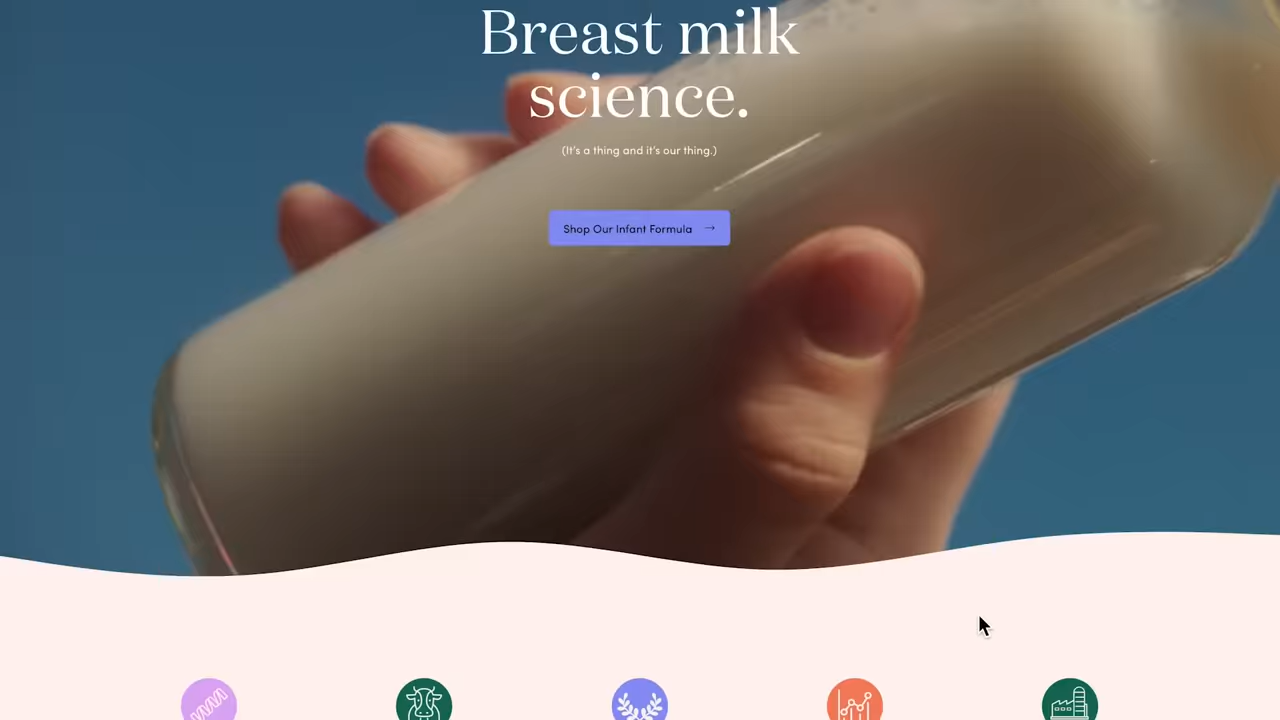 Breast milk
science.
(It's a thing and it's our thing.)
Shop Our Infant Formula →